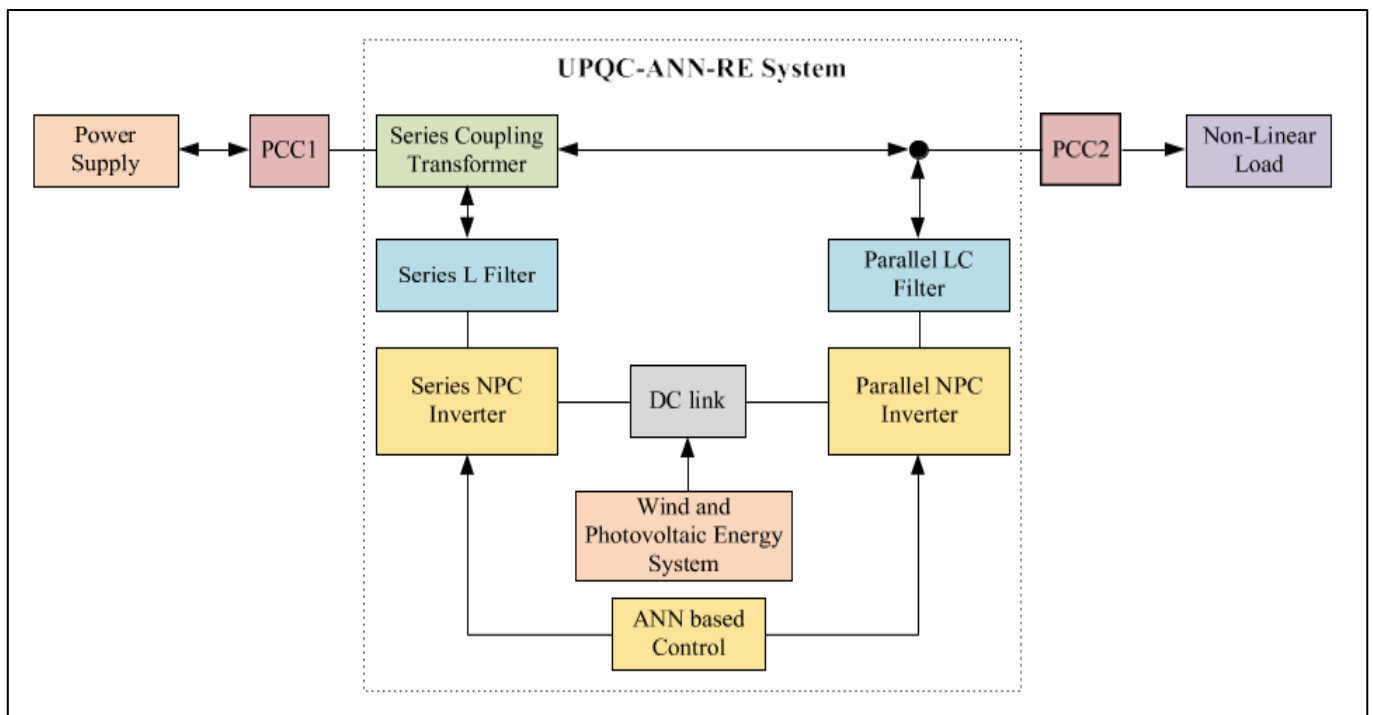 UPQC-ANN-RE System
Power
Supply
PCC1
Series Coupling
Transformer
PCC2
Non-Linear
Load
Series L Filter
Parallel LC
Filter
Series NPC
Inverter
DC link
Parallel NPC
Inverter
Wind and
Photovoltaic Energy
System
ANN based
Control